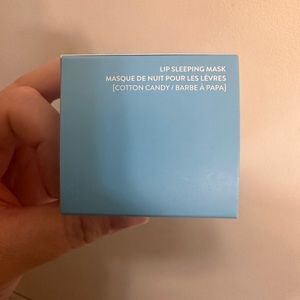 LIP SLEEPING MASK
MASQUE DE NUIT POUR LES LÈVRES
[COTTON CANDY / BARBE À PAPA]